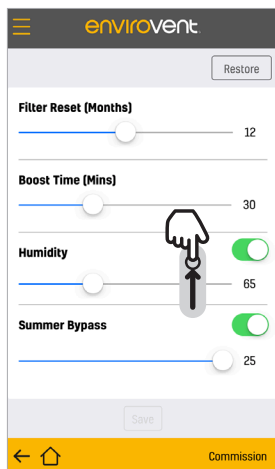 envirovent
Restore
Filter Reset (Months)
12
Boost Time (Mins)
30
Humidity
65
Summer Bypass
25
Save
Commission